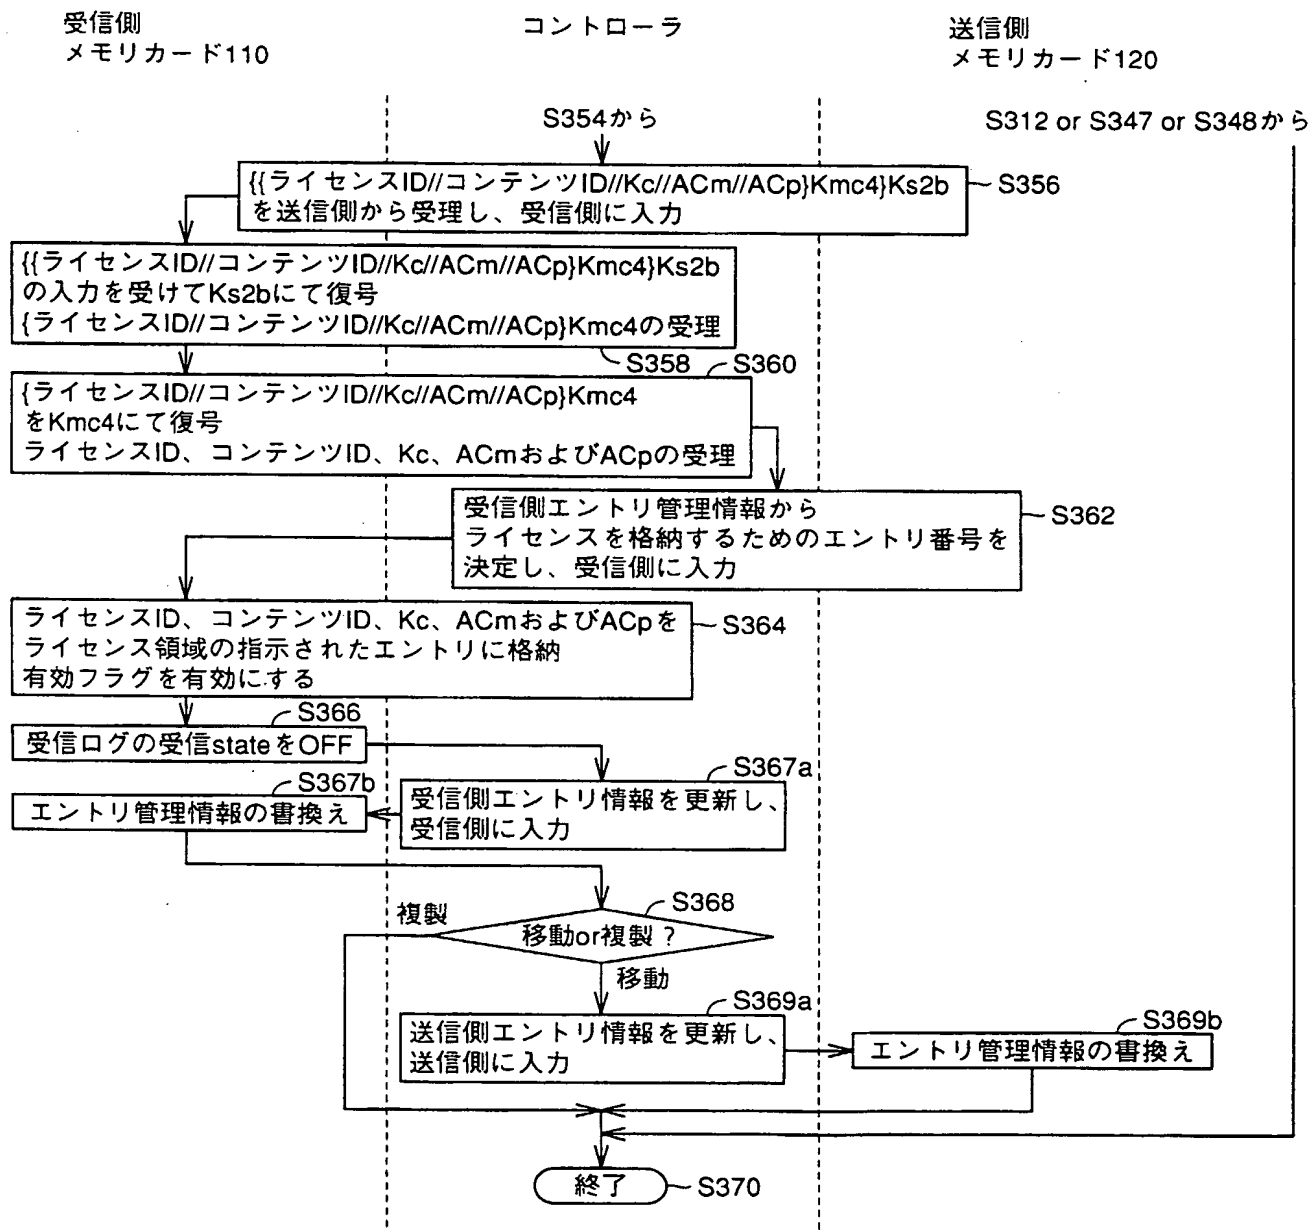 受信側
メモリカード110
コントローラ
送信側
メモリカード120
S354から
S312 or S347 or S348から
{{ライセンスID//コンテンツID//Kc//ACm//ACp}Kmc4}Ks2b
を送信側から受理し、受信側に入力
S356
{{ライセンスID//コンテンツID//Kc//ACm//ACp}Kmc4}Ks2b
の入力を受けてKs2bにて復号
{ライセンスID//コンテンツID//Kc//ACm//ACp}Kmc4の受理
S358
S360
{ライセンスID//コンテンツID//Kc//ACm//ACp}Kmc4
をKmc4にて復号
ライセンスID、コンテンツID、Kc、ACmおよびACpの受理
受信側エントリ管理情報から
ライセンスを格納するためのエントリ番号を
決定し、受信側に入力
S362
ライセンスID、コンテンツID、Kc、ACmおよびACpを
ライセンス領域の指示されたエントリに格納
有効フラグを有効にする
S364
S366
受信ログの受信stateをOFF
S367a
受信側エントリ情報を更新し、
受信側に入力
S367b
エントリ管理情報の書換え
S368
移動or複製?
複製
移動
S369a
送信側エントリ情報を更新し、
送信側に入力
S369b
エントリ管理情報の書換え
終了
S370